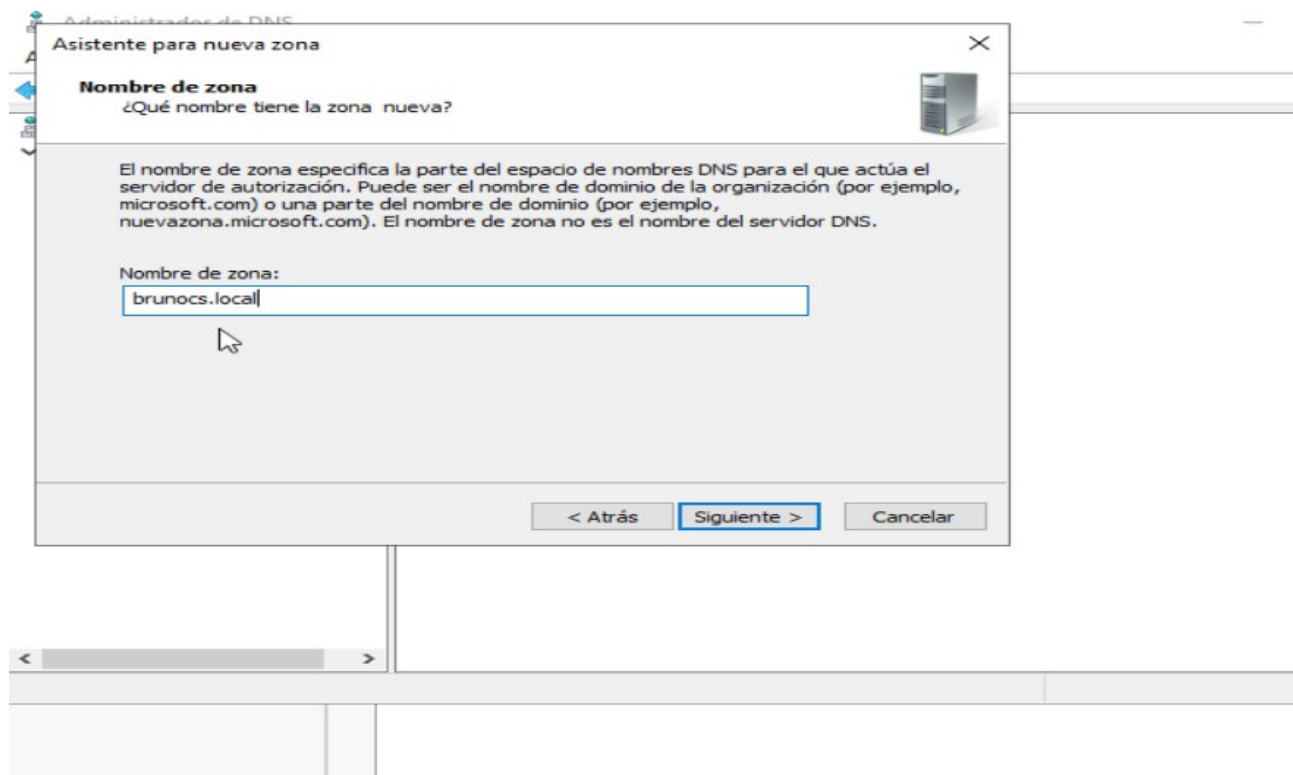 Administrador de DNS
Asistente para nueva zona
Nombre de zona
¿Qué nombre tiene la zona nueva?
El nombre de zona especifica la parte del espacio de nombres DNS para el que actúa el
servidor de autorización. Puede ser el nombre de dominio de la organización (por ejemplo,
microsoft.com) o una parte del nombre de dominio (por ejemplo,
nuevazona.microsoft.com). El nombre de zona no es el nombre del servidor DNS.
Nombre de zona:
brunocs.local
< Atrás Siguiente > Cancelar